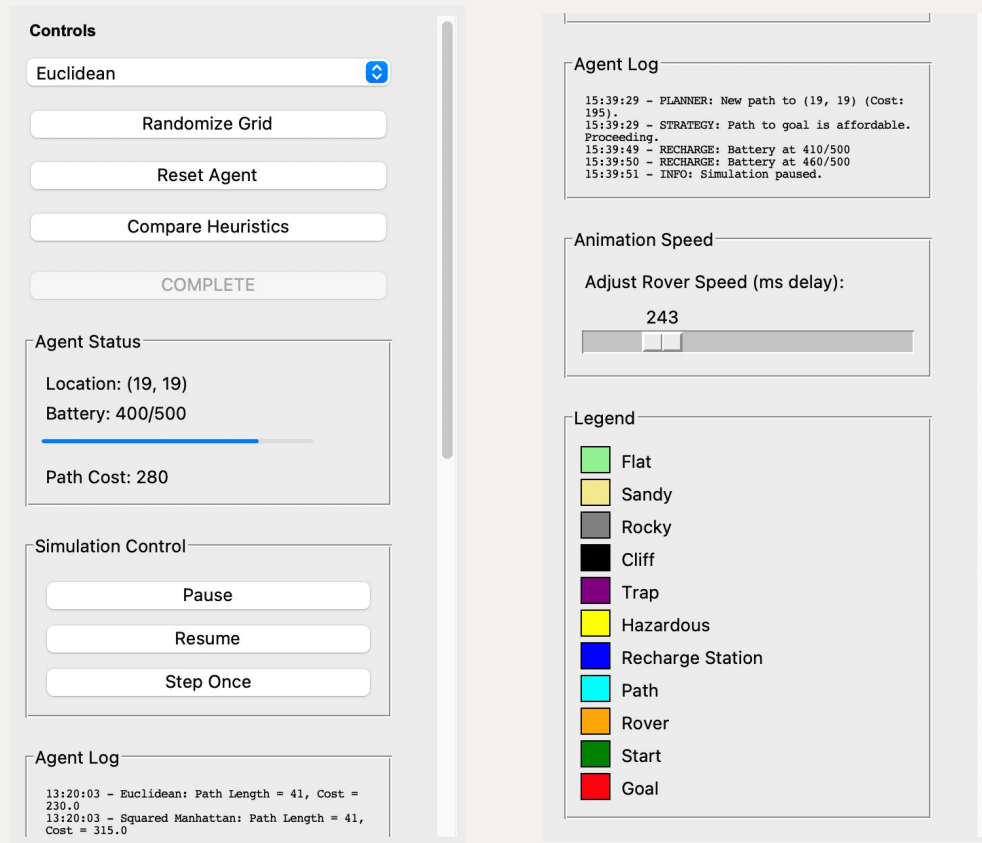 Controls
Euclidean
Randomize Grid
Reset Agent
Compare Heuristics
COMPLETE
Agent Status
Location: (19, 19)
Battery: 400/500
Path Cost: 280
Simulation Control
Pause
Resume
Step Once
Agent Log
13:20:03 - Euclidean: Path Length = 41, Cost =
230.0
13:20:03 - Squared Manhattan: Path Length = 41,
Cost = 315.0
Agent Log
15:39:29 - PLANNER: New path to (19, 19) (Cost:
195).
15:39:29 - STRATEGY: Path to goal is affordable.
Proceeding.
15:39:49 - RECHARGE: Battery at 410/500
15:39:50 - RECHARGE: Battery at 460/500
15:39:51 - INFO: Simulation paused.
Animation Speed
Adjust Rover Speed (ms delay):
243
Legend
Flat
Sandy
Rocky
Cliff
Trap
Hazardous
Recharge Station
Path
Rover
Start
Goal